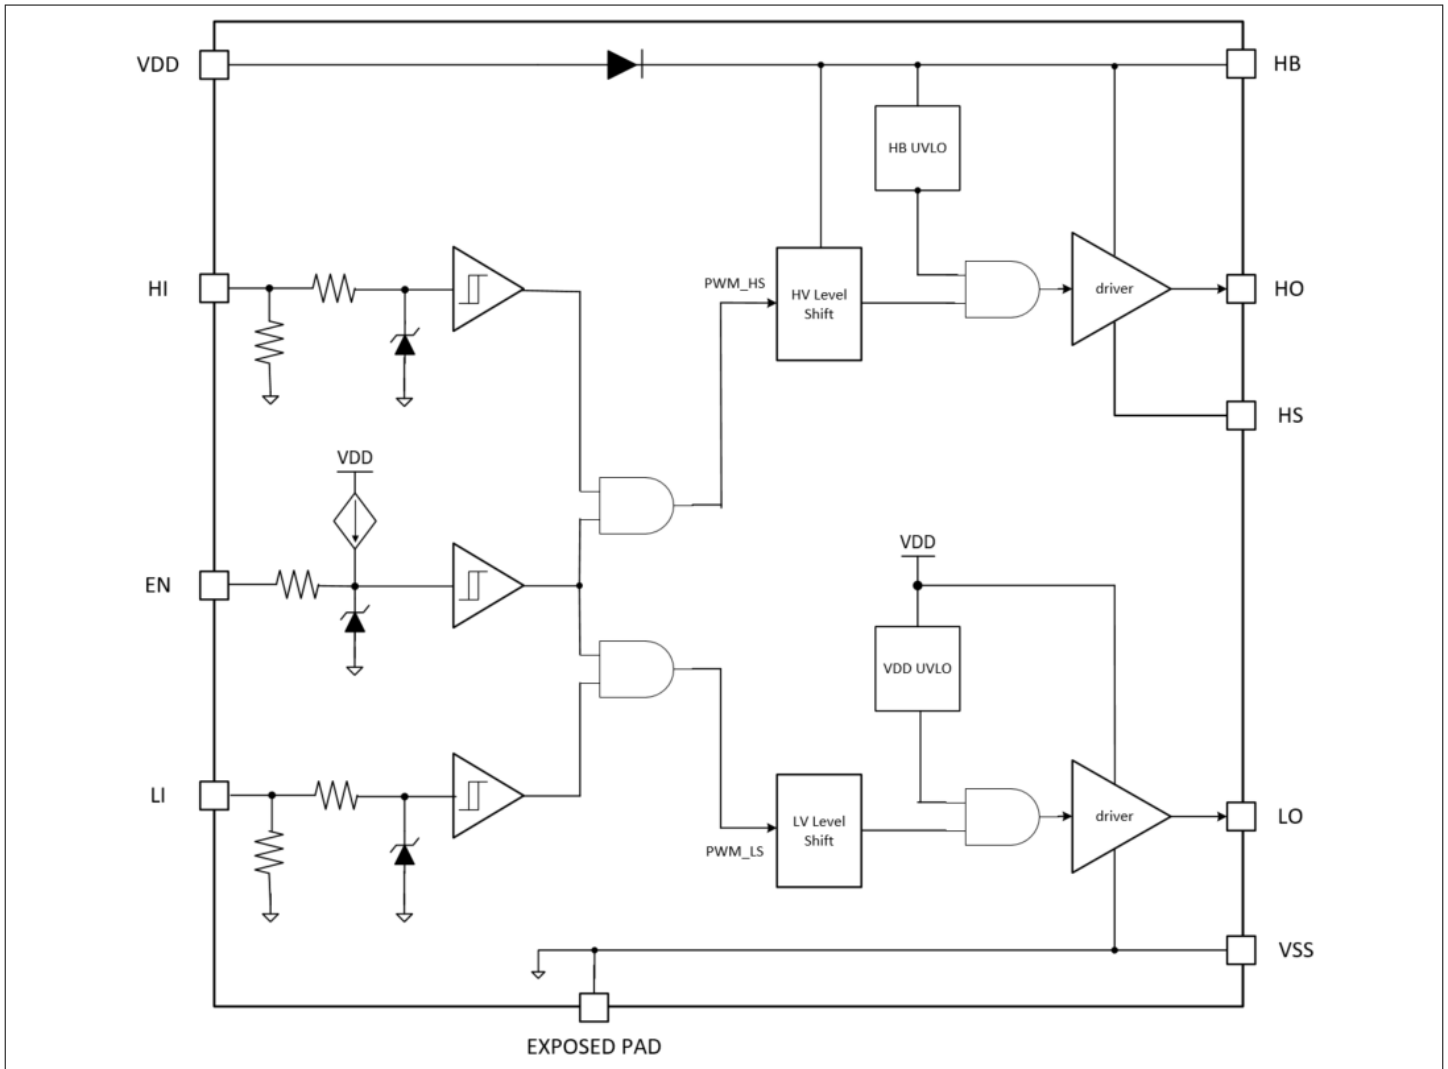 VDD
HB
HB UVLO
HI
PWM_HS
HV Level
Shift
driver
HO
HS
VDD
EN
VDD
VDD UVLO
LI
LV Level
Shift
PWM_LS
driver
LO
VSS
EXPOSED PAD